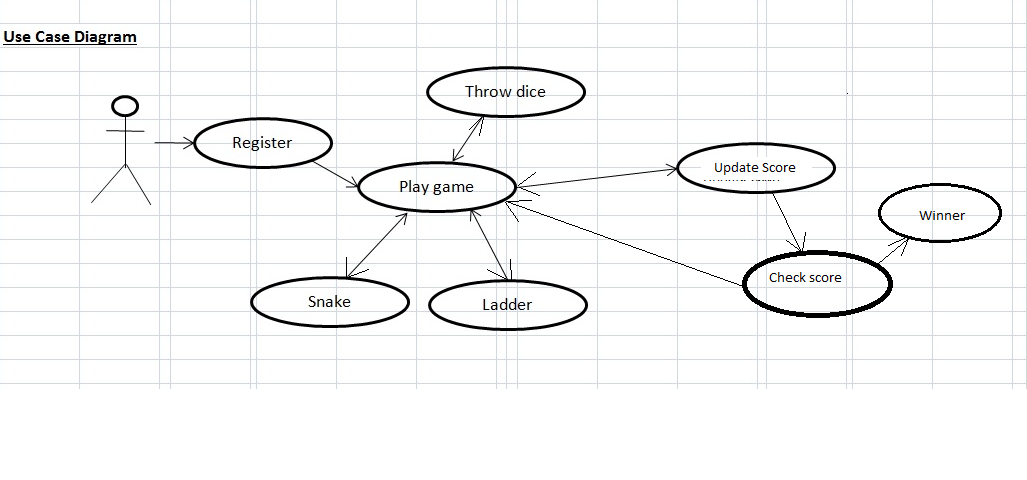 Use Case Diagram
Throw dice
Register
Update Score
Play game
Winner
Check score
Snake
Ladder